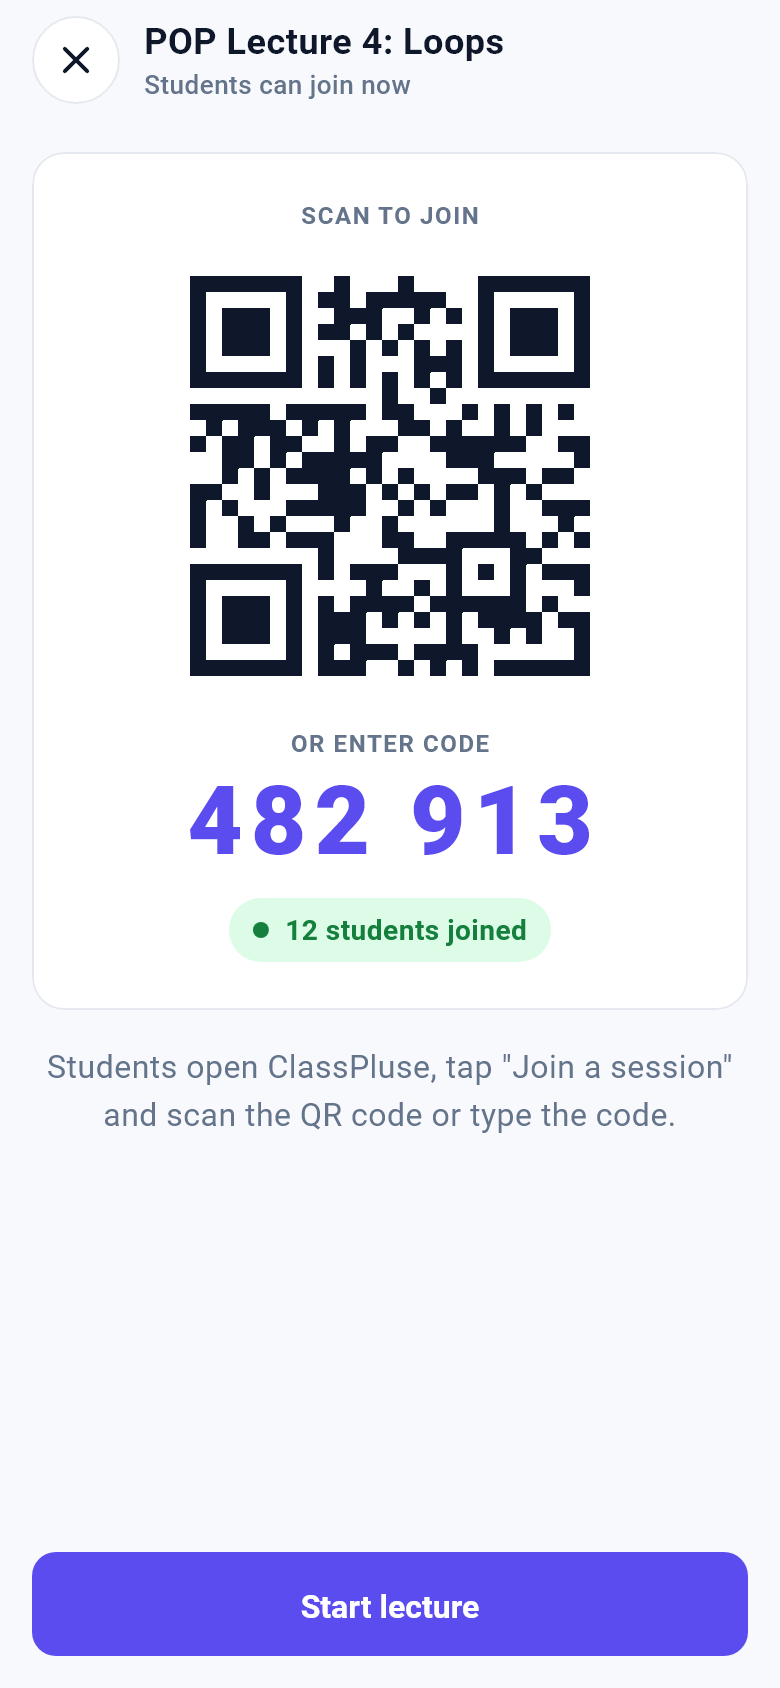 POP Lecture 4: Loops
Students can join now
SCAN TO JOIN
OR ENTER CODE
482 913
12 students joined
Students open ClassPluse, tap "Join a session"
and scan the QR code or type the code.
Start lecture